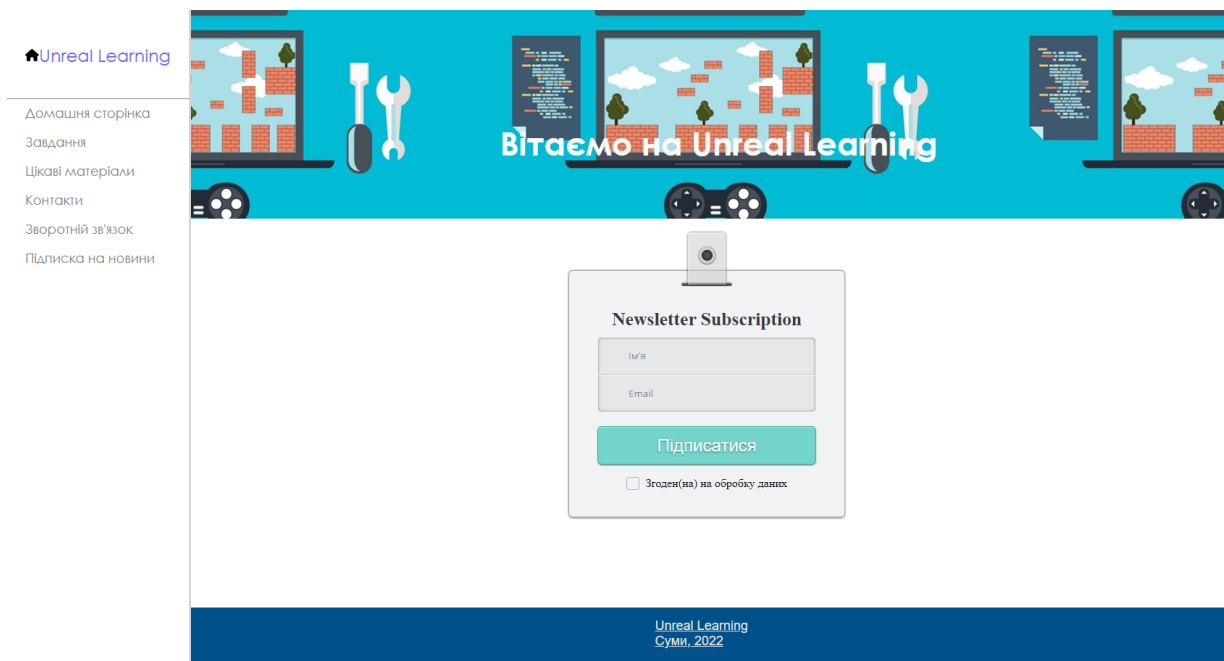 Unreal Learning
Домашня сторінка
Завдання
Цікаві матеріали
Контакти
Зворотній зв'язок
Підписка на новини
Вітаємо на Unreal Learning
Newsletter Subscription
Ім'я
Email
Підписатися
Згоден(на) на обробку даних
Unreal Learning
Суми, 2022